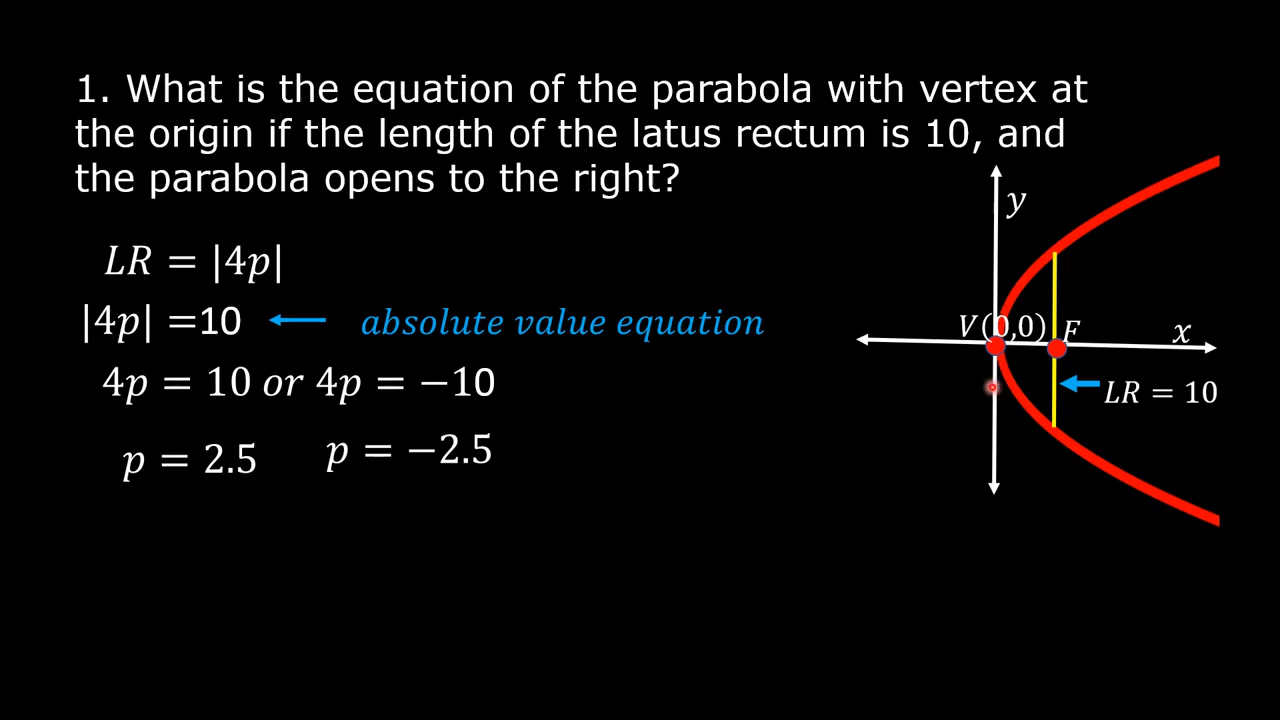 1. What is the equation of the parabola with vertex at
the origin if the length of the latus rectum is 10, and
the parabola opens to the right?
LR = |4p|
|4p| =10 absolute value equation
4p = 10 or 4p = −10
p = 2.5 p = −2.5
y
V(0,0) F x
LR = 10